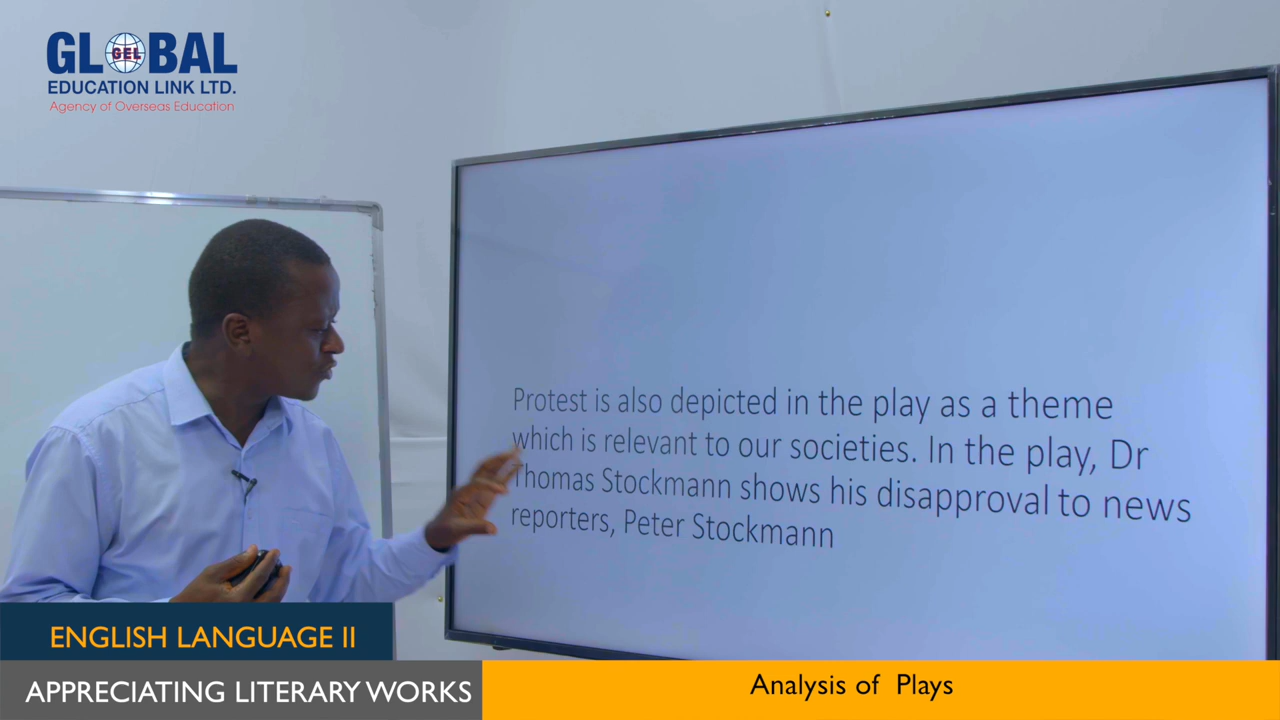 GLOBAL
GEL
EDUCATION LINK LTD.
Agency of Overseas Education
Protest is also depicted in the play as a theme
which is relevant to our societies. In the play, Dr
Thomas Stockmann shows his disapproval to news
reporters, Peter Stockmann
ENGLISH LANGUAGE II
APPRECIATING LITERARY WORKS
Analysis of Plays